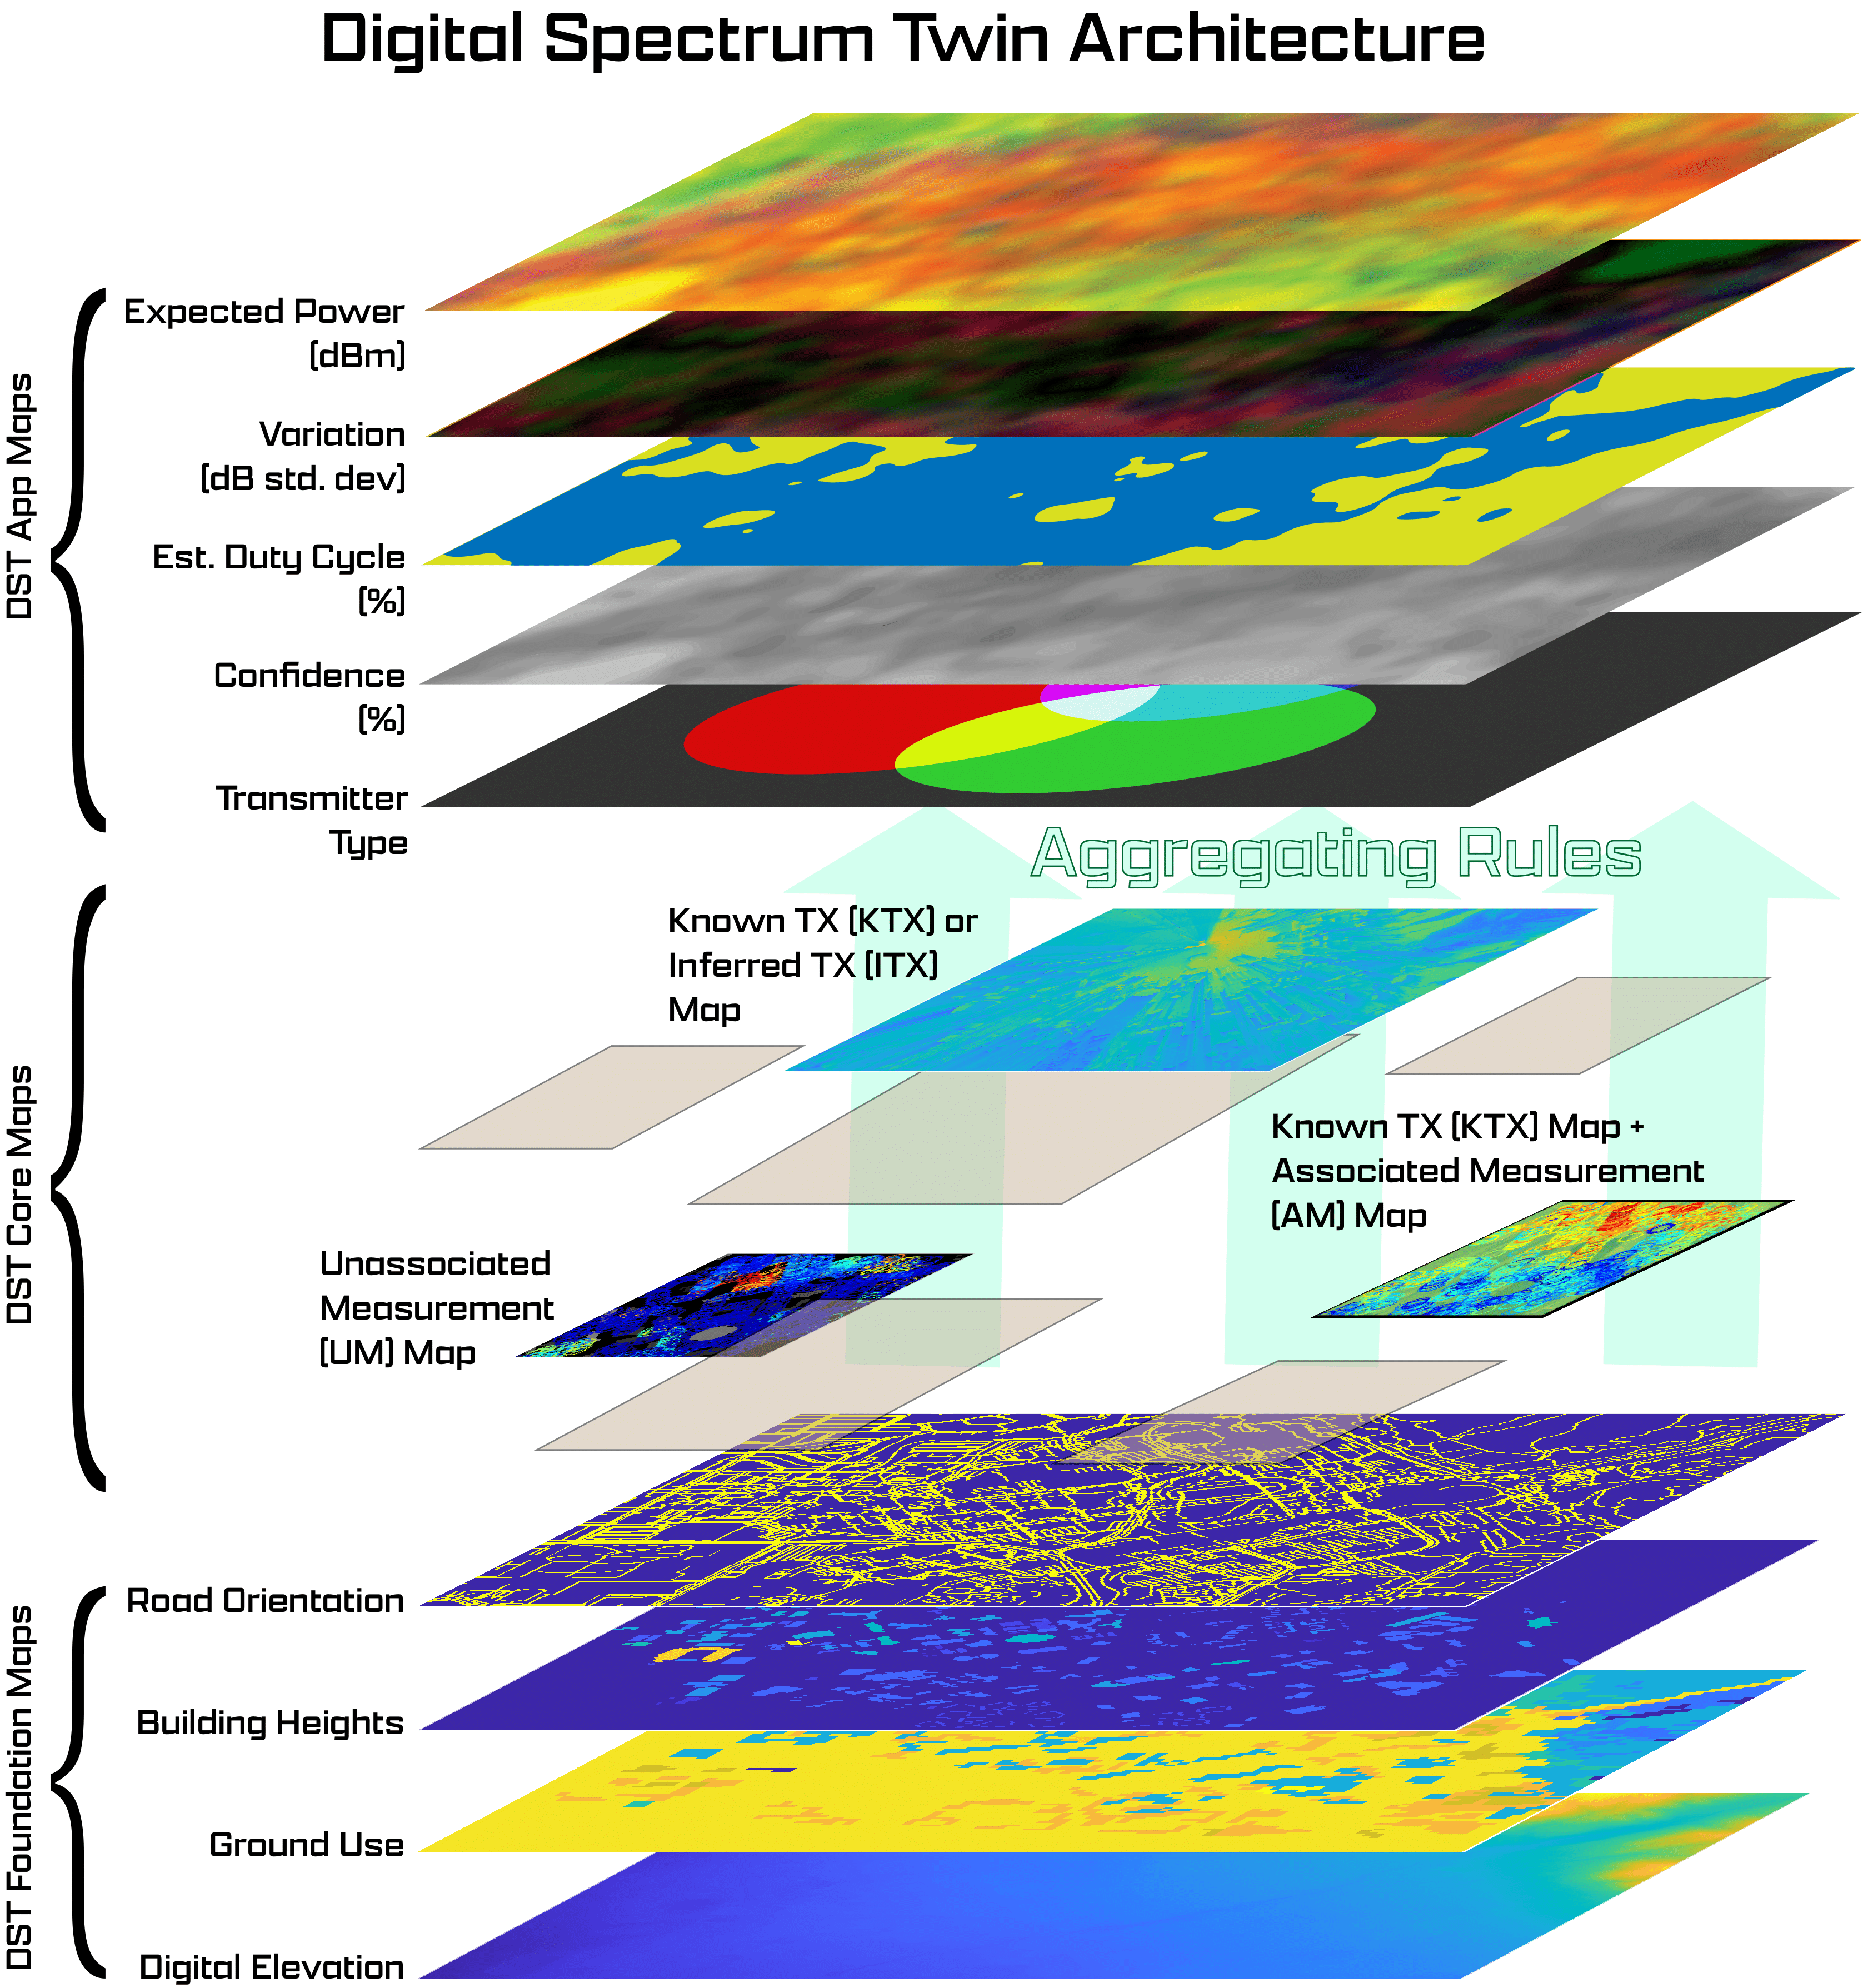 Digital Spectrum Twin Architecture
DST App Maps
Expected Power
(dBm)
Variation
(dB std. dev)
Est. Duty Cycle
(%)
Confidence
(%)
Transmitter
Type
Aggregating Rules
DST Core Maps
Known TX (KTX) or
Inferred TX (ITX)
Map
Known TX (KTX) Map +
Associated Measurement
(AM) Map
Unassociated
Measurement
(UM) Map
DST Foundation Maps
Road Orientation
Building Heights
Ground Use
Digital Elevation